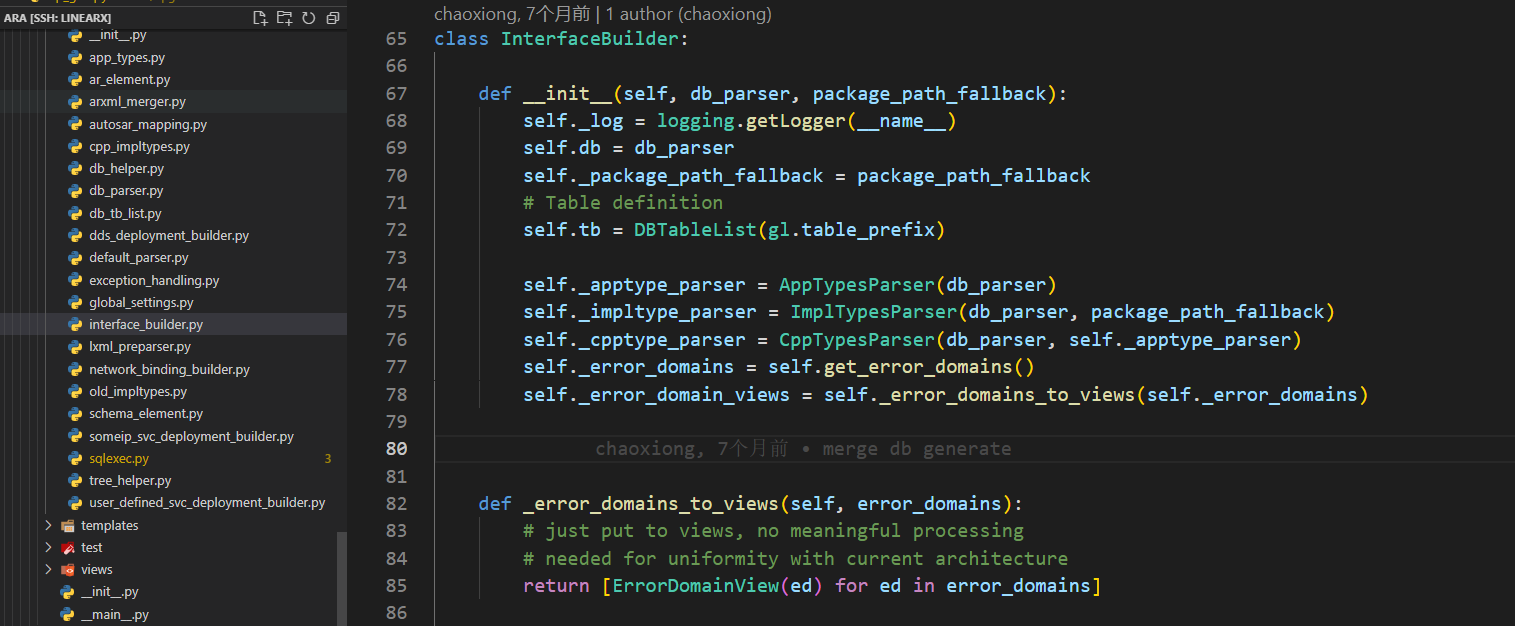 ARA [SSH: LINEARX]
__init__.py
app_types.py
ar_element.py
arxml_merger.py
autosar_mapping.py
cpp_impltypes.py
db_helper.py
db_parser.py
db_tb_list.py
dds_deployment_builder.py
default_parser.py
exception_handling.py
global_settings.py
interface_builder.py
lxml_preparser.py
network_binding_builder.py
old_impltypes.py
schema_element.py
someip_svc_deployment_builder.py
sqlexec.py 3
tree_helper.py
user_defined_svc_deployment_builder.py
templates
test
views
__init__.py
__main__.py
chaoxiong, 7个月前 | 1 author (chaoxiong)
65 class InterfaceBuilder:
66
67     def __init__(self, db_parser, package_path_fallback):
68         self._log = logging.getLogger(__name__)
69         self.db = db_parser
70         self._package_path_fallback = package_path_fallback
71         # Table definition
72         self.tb = DBTableList(gl.table_prefix)
73
74         self._apptype_parser = AppTypesParser(db_parser)
75         self._impltype_parser = ImplTypesParser(db_parser, package_path_fallback)
76         self._cpptype_parser = CppTypesParser(db_parser, self._apptype_parser)
77         self._error_domains = self.get_error_domains()
78         self._error_domain_views = self._error_domains_to_views(self._error_domains)
79
80 chaoxiong, 7个月前 • merge db generate
81
82     def _error_domains_to_views(self, error_domains):
83         # just put to views, no meaningful processing
84         # needed for uniformity with current architecture
85         return [ErrorDomainView(ed) for ed in error_domains]
86